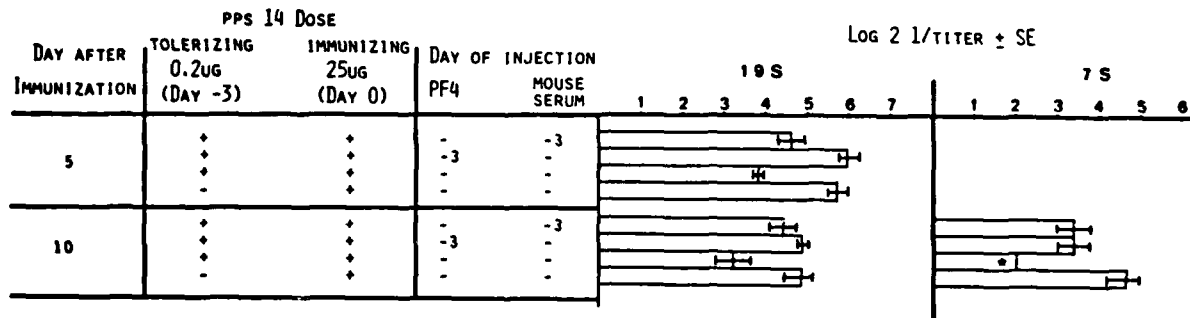 PPS 14 DOSE
LOG 2 1/TITER ± SE
DAY AFTER IMMUNIZATION
TOLERIZING 0.2UG (DAY -3)
IMMUNIZING 25UG (DAY 0)
DAY OF INJECTION
PF4
MOUSE SERUM
19 S
7 S
1 2 3 4 5 6 7
1 2 3 4 5 6
5
+ + - -3
+ + -3 -
+ + - -
- + - -
10
+ + - -3
+ + -3 -
+ + - -
- + - -
*